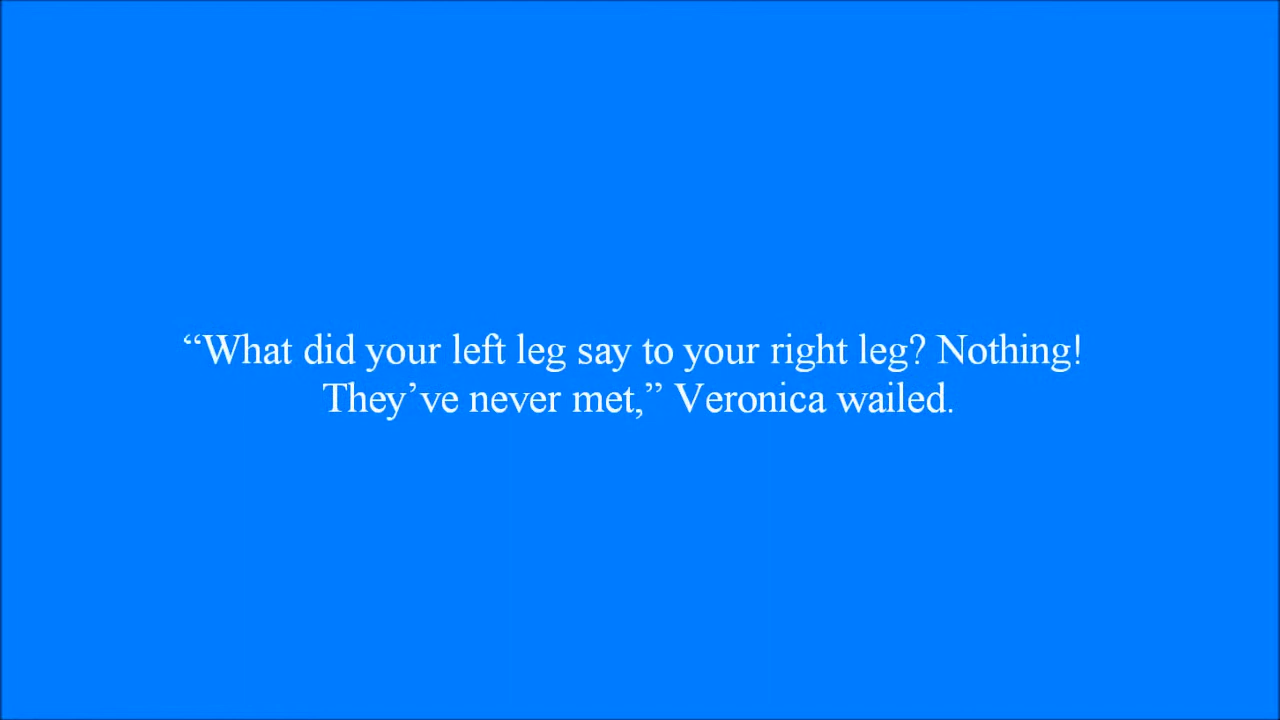 “What did your left leg say to your right leg? Nothing!
They’ve never met,” Veronica wailed.